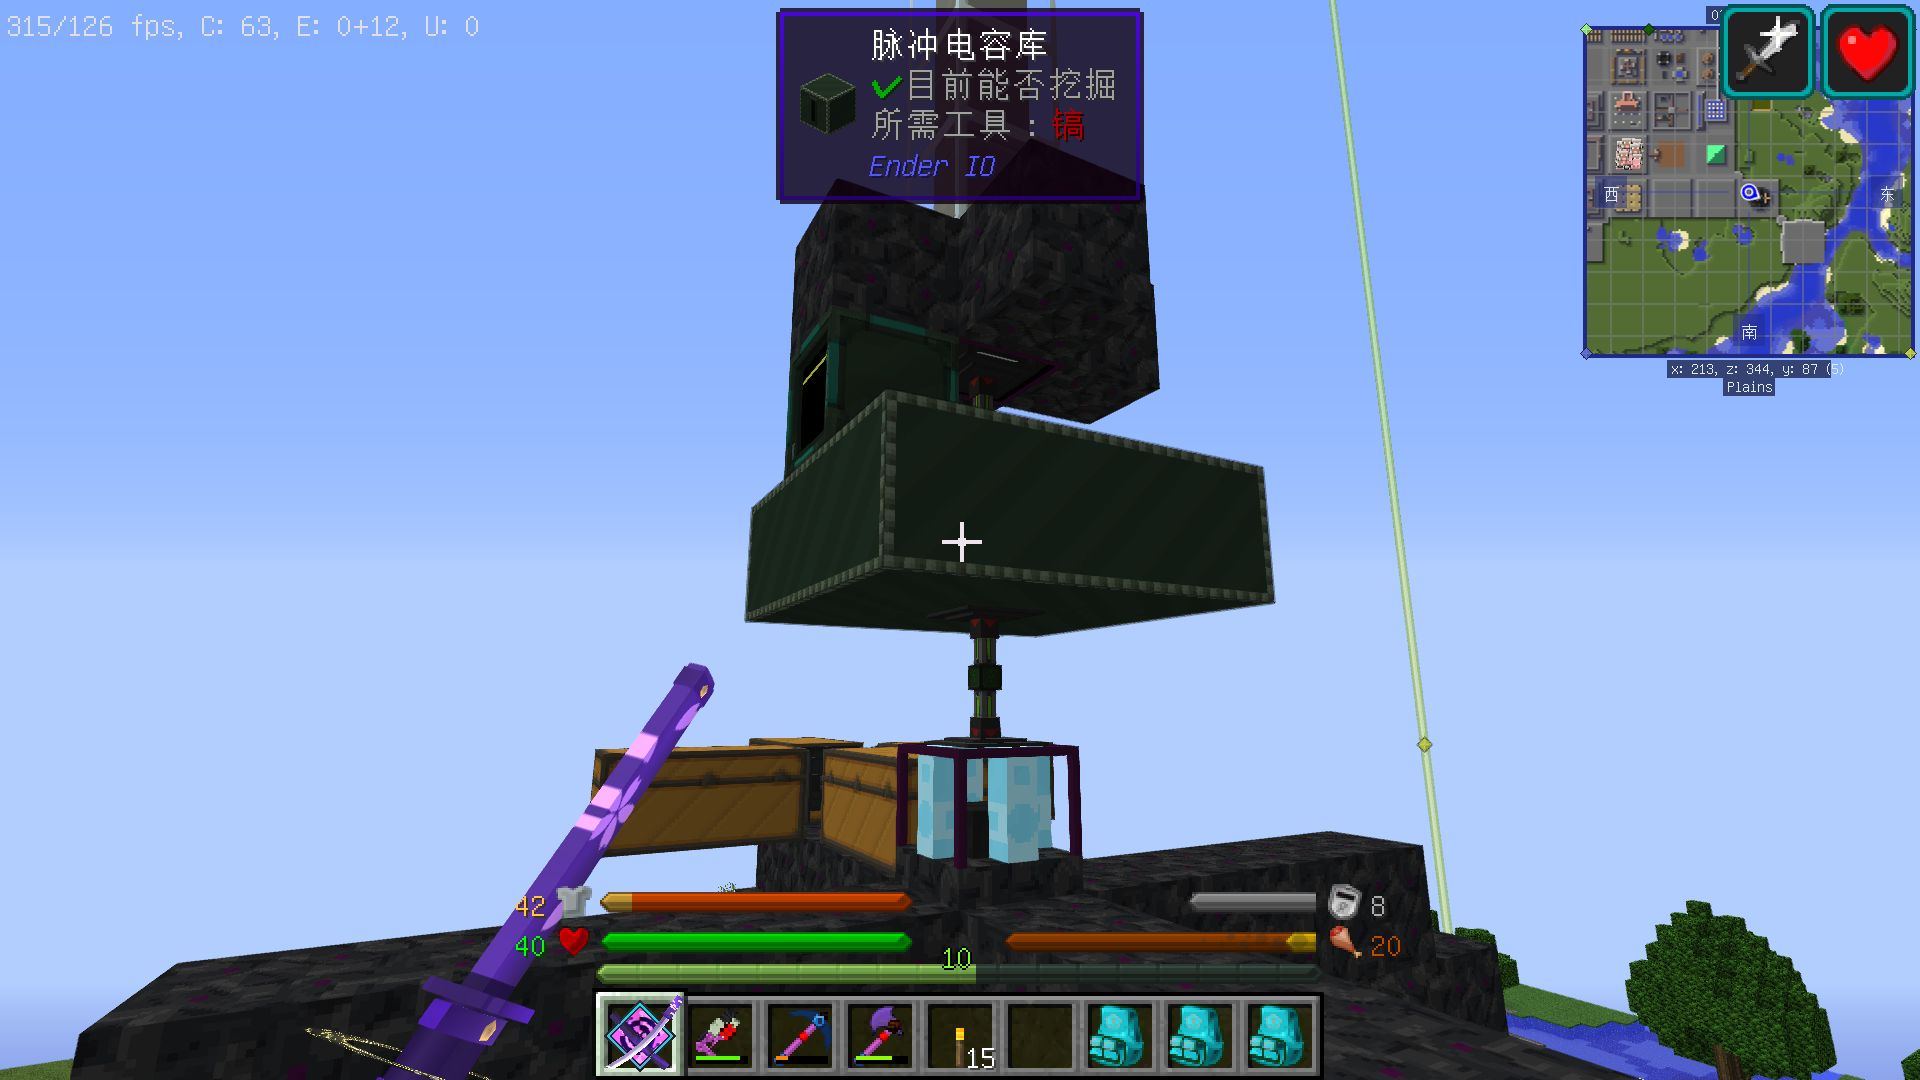 315/126 fps, C: 63, E: 0+12, U: 0
脉冲电容库
目前能否挖掘
所需工具：镐
Ender IO
西
东
南
x: 213, z: 344, y: 87 (5)
Plains
42
8
40
20
10
15